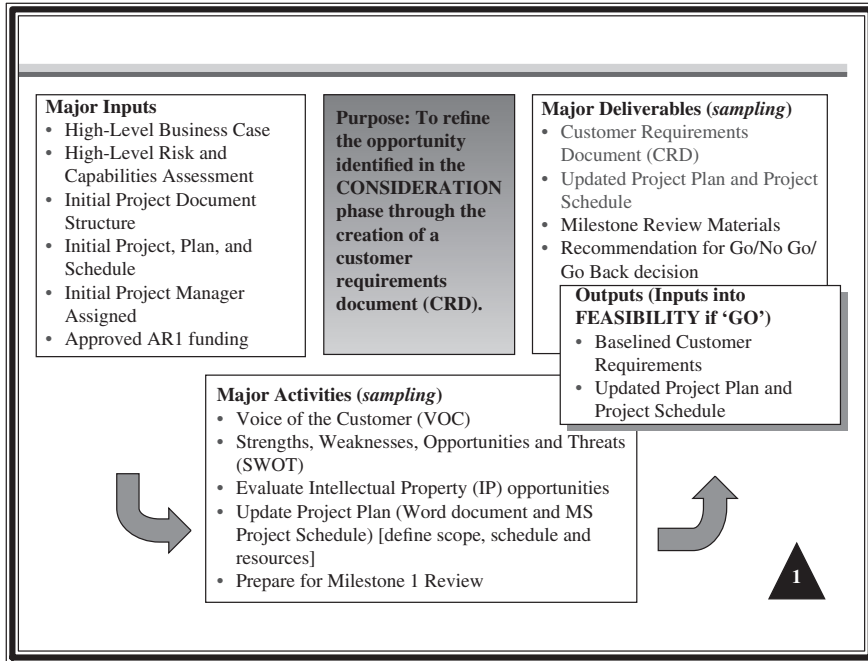 Major Inputs
• High-Level Business Case
• High-Level Risk and
Capabilities Assessment
• Initial Project Document
Structure
• Initial Project, Plan, and
Schedule
• Initial Project Manager
Assigned
• Approved AR1 funding
Purpose: To refine
the opportunity
identified in the
CONSIDERATION
phase through the
creation of a
customer
requirements
document (CRD).
Major Deliverables (sampling)
• Customer Requirements
Document (CRD)
• Updated Project Plan and Project
Schedule
• Milestone Review Materials
• Recommendation for Go/No Go/
Go Back decision
Outputs (Inputs into
FEASIBILITY if ‘GO’)
• Baselined Customer
Requirements
• Updated Project Plan and
Project Schedule
Major Activities (sampling)
• Voice of the Customer (VOC)
• Strengths, Weaknesses, Opportunities and Threats
(SWOT)
• Evaluate Intellectual Property (IP) opportunities
• Update Project Plan (Word document and MS
Project Schedule) [define scope, schedule and
resources]
• Prepare for Milestone 1 Review
1